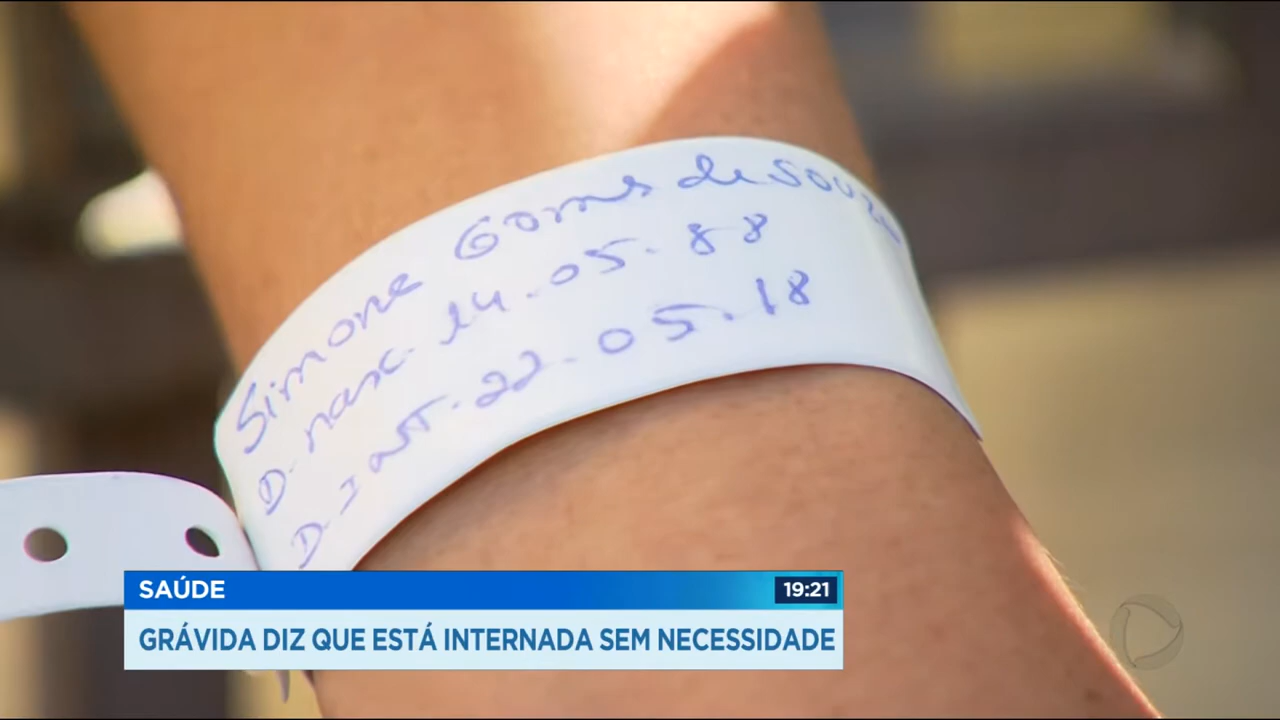 Simone Gomes de Souza
D. nasc. 14.05.88
D. Int. 22.05.18
SAÚDE 19:21
GRÁVIDA DIZ QUE ESTÁ INTERNADA SEM NECESSIDADE